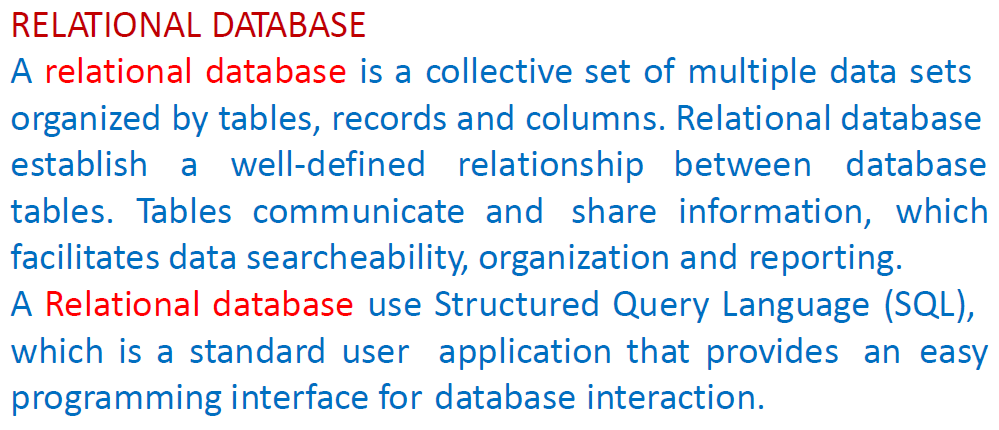 RELATIONAL DATABASE
A relational database is a collective set of multiple data sets
organized by tables, records and columns. Relational database
establish a well-defined relationship between database
tables. Tables communicate and share information, which
facilitates data searcheability, organization and reporting.
A Relational database use Structured Query Language (SQL),
which is a standard user application that provides an easy
programming interface for database interaction.